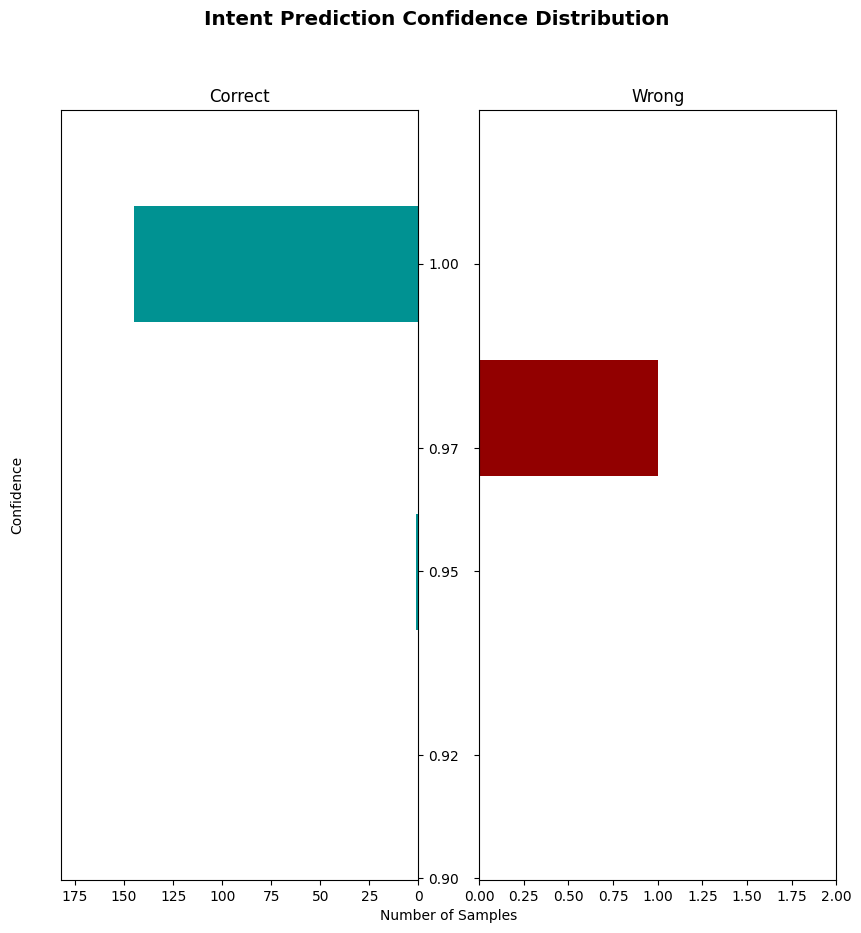 Intent Prediction Confidence Distribution
Correct
Wrong
1.00
0.97
0.95
0.92
0.90
Confidence
175 150 125 100 75 50 25 0
0.00 0.25 0.50 0.75 1.00 1.25 1.50 1.75 2.00
Number of Samples